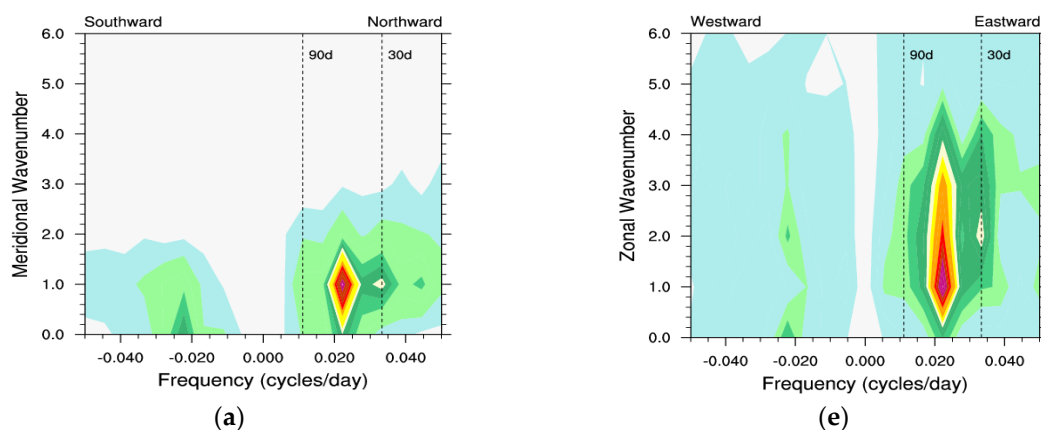 Southward Northward
6.0
90d 30d
5.0
4.0
3.0
2.0
1.0
0.0
Meridional Wavenumber
-0.040 -0.020 0.000 0.020 0.040
Frequency (cycles/day)
(a)
Westward Eastward
6.0
90d 30d
5.0
4.0
3.0
2.0
1.0
0.0
Zonal Wavenumber
-0.040 -0.020 0.000 0.020 0.040
Frequency (cycles/day)
(e)